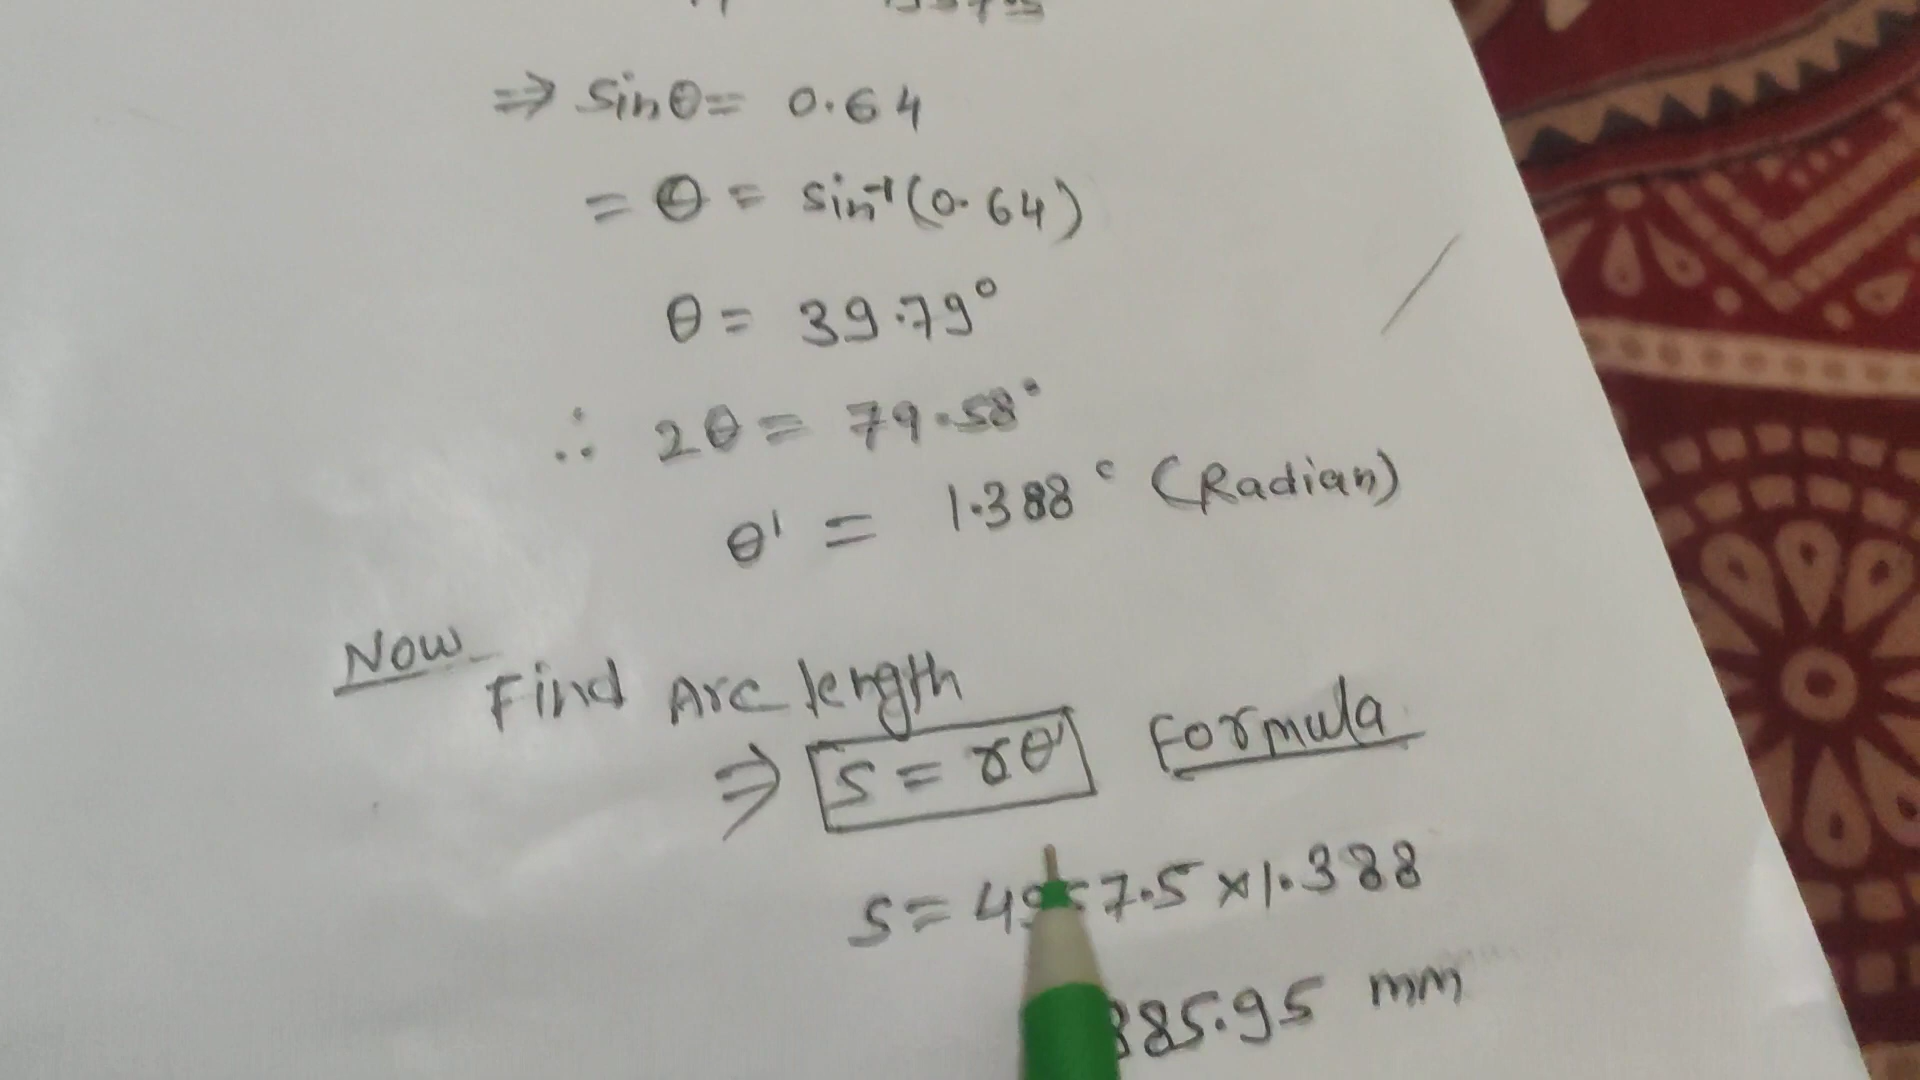 ⇒ Sinθ = 0.64
= θ = sin⁻¹(0.64)
θ = 39.79°
∴ 2θ = 79.58°
θ' = 1.388ᶜ (Radian)
Now
Find Arc length
⇒ S = rθ' Formula
S = 4 7.5 × 1.388
85.95 mm